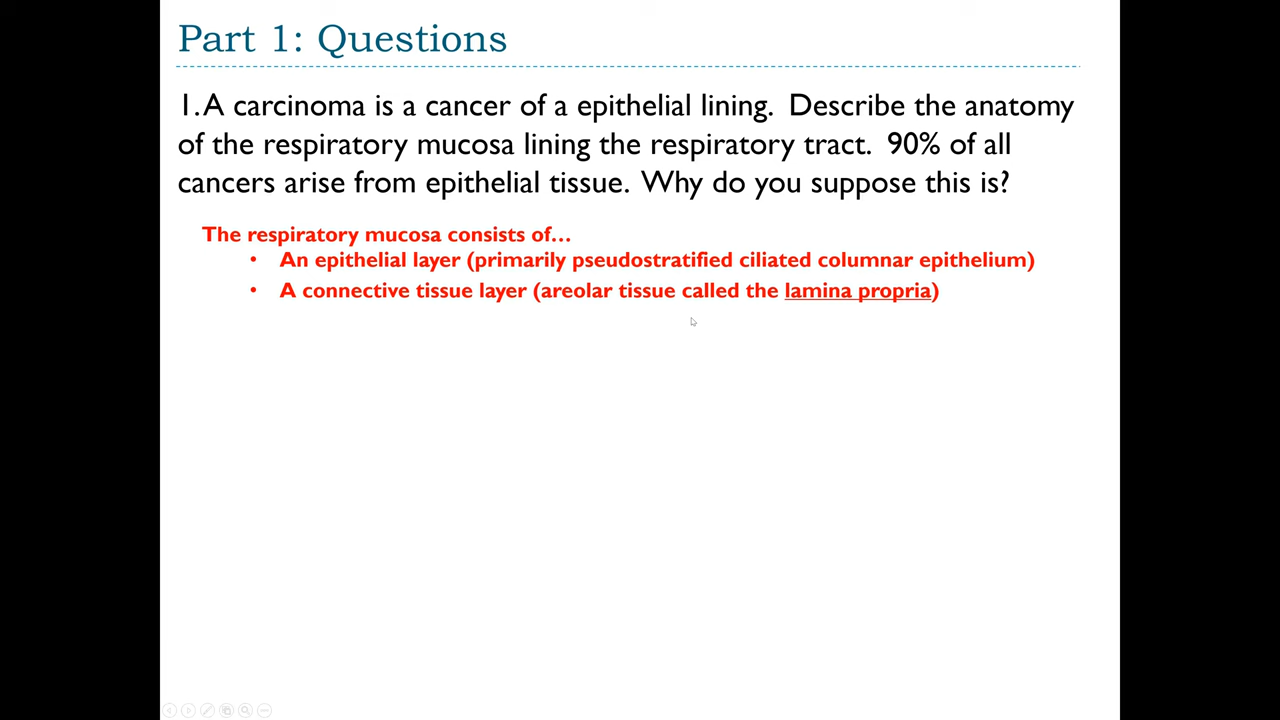 Part 1: Questions
1. A carcinoma is a cancer of a epithelial lining.  Describe the anatomy
of the respiratory mucosa lining the respiratory tract.  90% of all
cancers arise from epithelial tissue.  Why do you suppose this is?
The respiratory mucosa consists of…
• An epithelial layer (primarily pseudostratified ciliated columnar epithelium)
• A connective tissue layer (areolar tissue called the lamina propria)